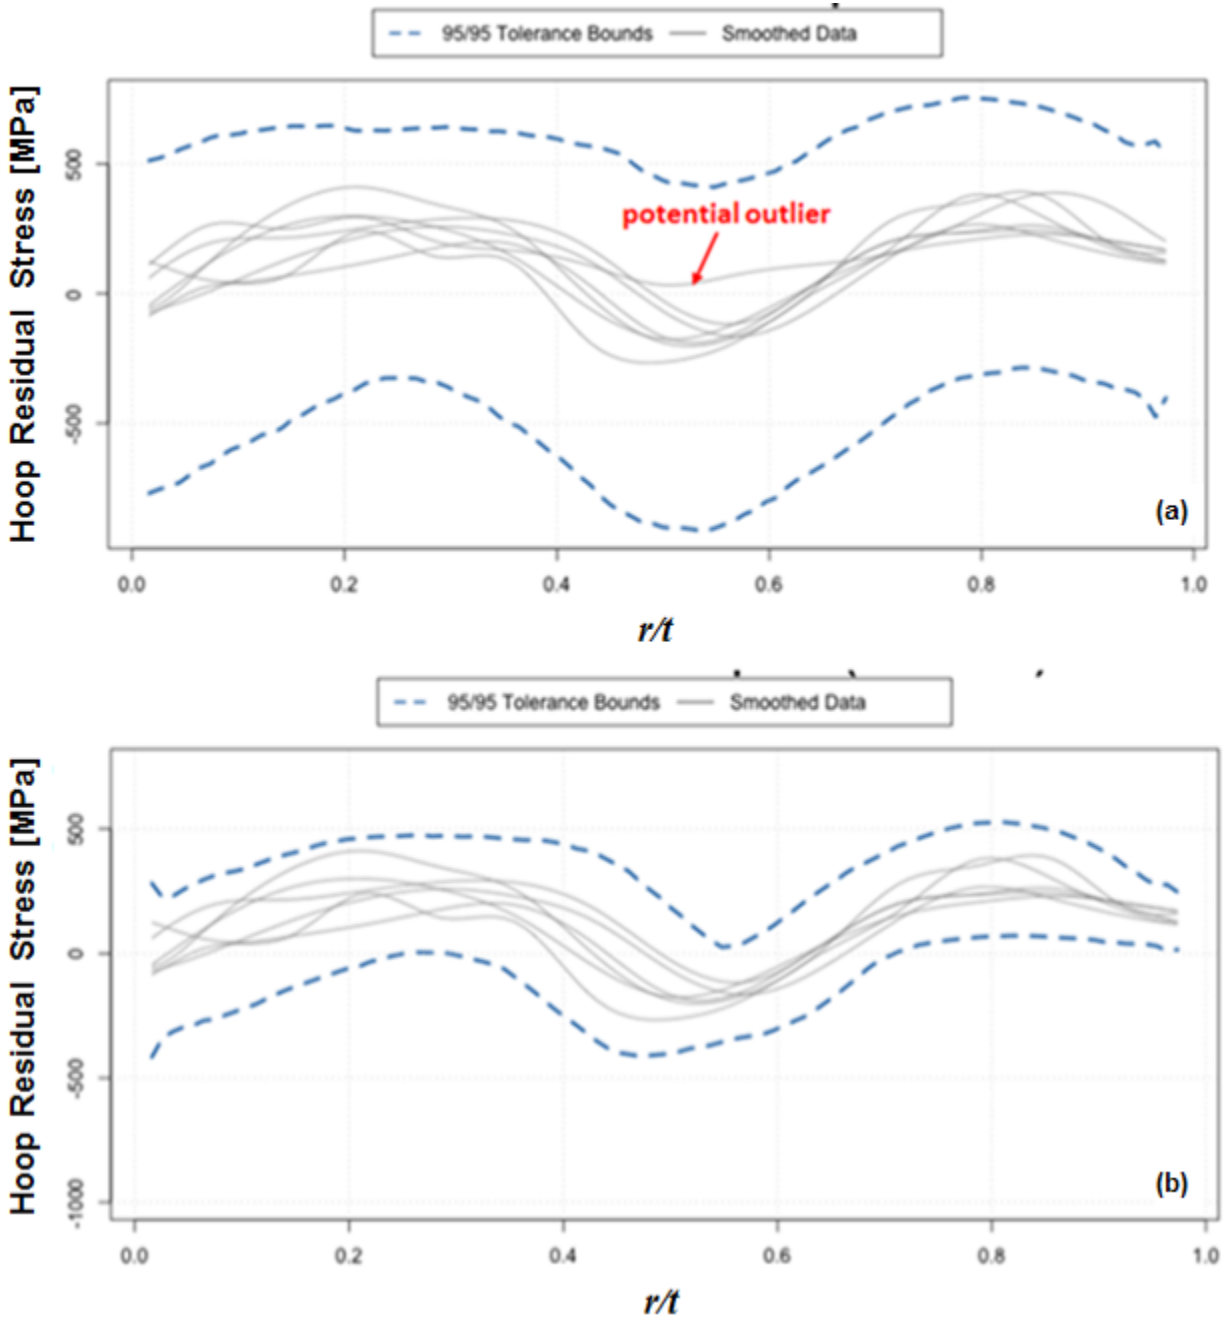 95/95 Tolerance Bounds Smoothed Data
Hoop Residual Stress [MPa]
500
0
-500
potential outlier
(a)
0.0 0.2 0.4 0.6 0.8 1.0
r/t
95/95 Tolerance Bounds Smoothed Data
Hoop Residual Stress [MPa]
500
0
-500
-1000
(b)
0.0 0.2 0.4 0.6 0.8 1.0
r/t